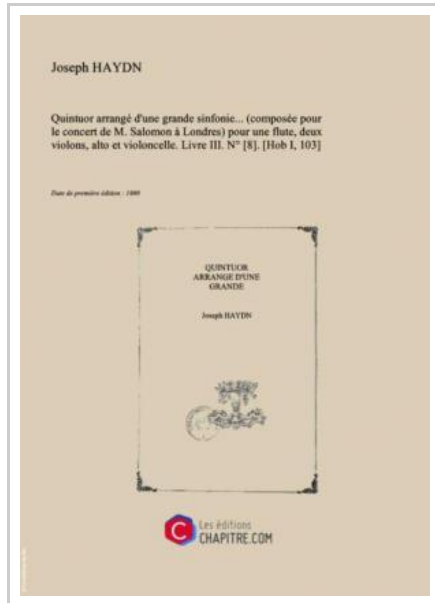 Joseph HAYDN
Quintuor arrangé d'une grande sinfonie... (composée pour
le concert de M. Salomon à Londres) pour une flute, deux
violons, alto et violoncelle. Livre III. N° [8]. [Hob I, 103]
Date de première édition : 1800
QUINTUOR
ARRANGE D'UNE
GRANDE
Joseph HAYDN
Les éditions
CHAPITRE.COM